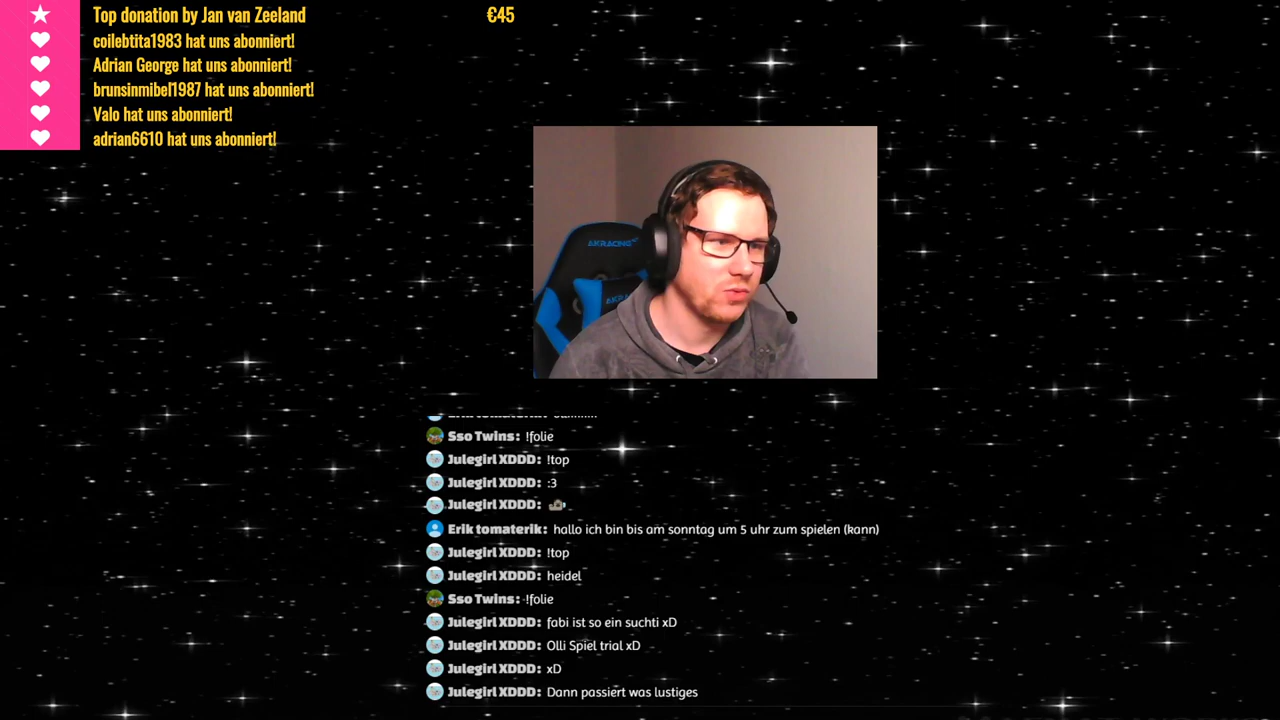 Top donation by Jan van Zeeland €45
coilebtita1983 hat uns abonniert!
Adrian George hat uns abonniert!
brunsinmibel1987 hat uns abonniert!
Valo hat uns abonniert!
adrian6610 hat uns abonniert!
AKRACING
Sso Twins: !folie
Julegirl XDDD: !top
Julegirl XDDD: :3
Julegirl XDDD:
Erik tomaterik: hallo ich bin bis am sonntag um 5 uhr zum spielen (kann)
Julegirl XDDD: !top
Julegirl XDDD: heidel
Sso Twins: !folie
Julegirl XDDD: fabi ist so ein suchti xD
Julegirl XDDD: Olli Spiel trial xD
Julegirl XDDD: xD
Julegirl XDDD: Dann passiert was lustiges